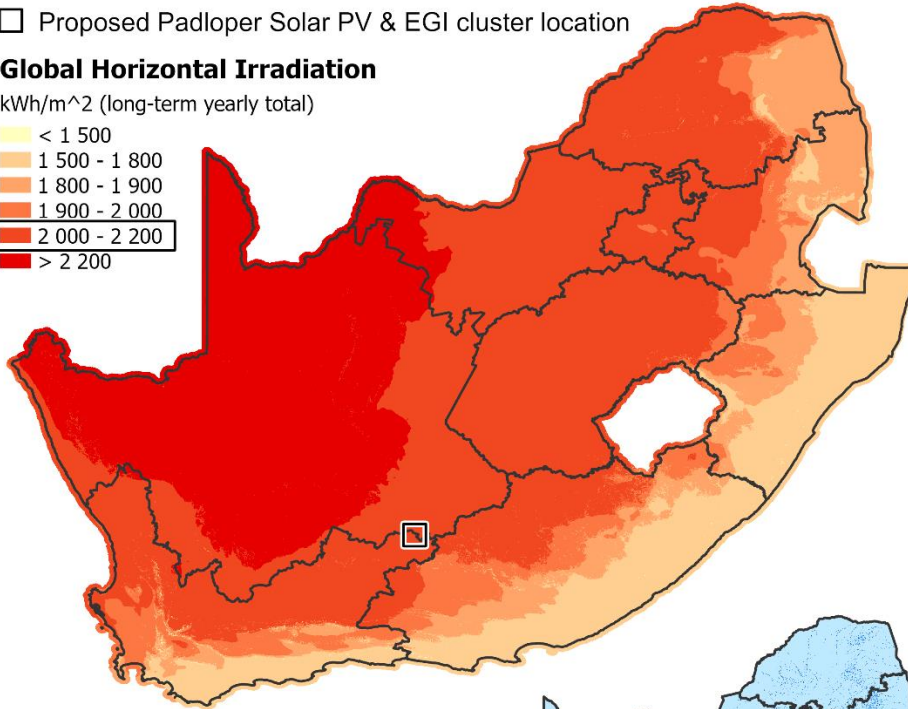 Proposed Padloper Solar PV & EGI cluster location
Global Horizontal Irradiation
kWh/m^2 (long-term yearly total)
< 1 500
1 500 - 1 800
1 800 - 1 900
1 900 - 2 000
2 000 - 2 200
> 2 200